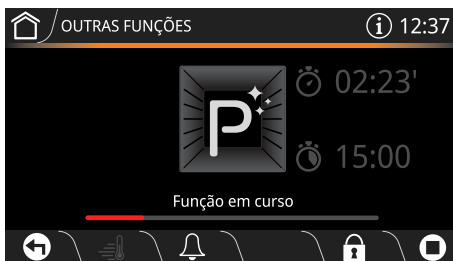 OUTRAS FUNÇÕES
i 12:37
P
02:23'
15:00
Função em curso